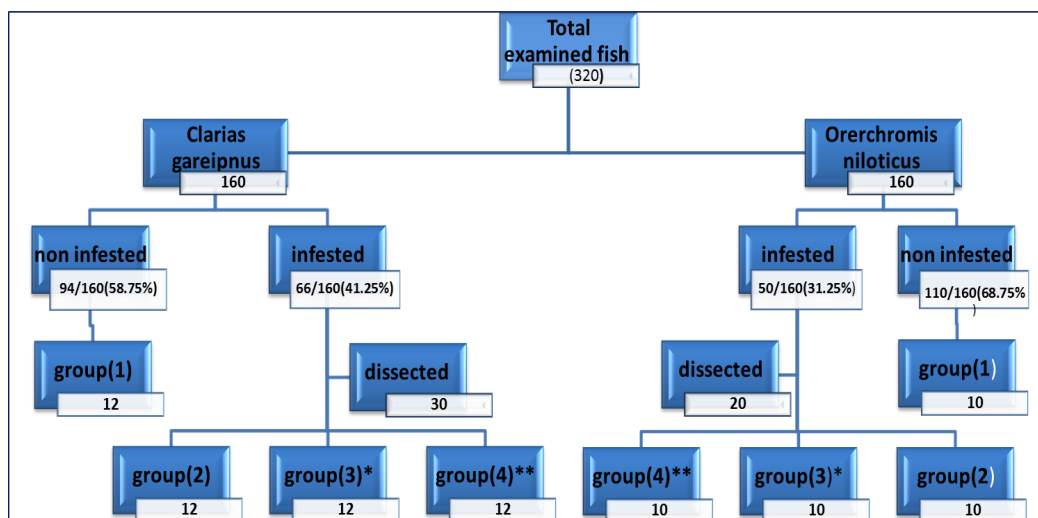 Total
examined fish
(320)
Clarias
gareipnus
160
Orerchromis
niloticus
160
non infested
94/160(58.75%)
infested
66/160(41.25%)
infested
50/160(31.25%)
non infested
110/160(68.75%
)
group(1)
12
dissected
30
dissected
20
group(1)
10
group(2)
12
group(3)*
12
group(4)**
12
group(4)**
10
group(3)*
10
group(2)
10